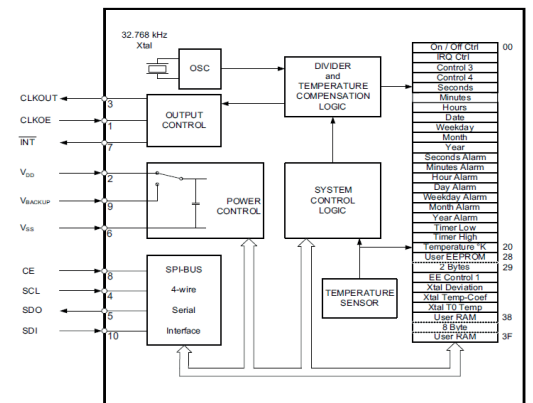 32.768 kHz
Xtal
OSC
DIVIDER
and
TEMPERATURE
COMPENSATION
LOGIC
CLKOUT
3
CLKOE
1
INT
7
OUTPUT
CONTROL
VDD
2
VBACKUP
9
VSS
6
POWER
CONTROL
SYSTEM
CONTROL
LOGIC
CE
8
SCL
4
SDO
5
SDI
10
SPI-BUS
4-wire
Serial
Interface
TEMPERATURE
SENSOR
On / Off Ctrl 00
IRQ Ctrl
Control 3
Control 4
Seconds
Minutes
Hours
Date
Weekday
Month
Year
Seconds Alarm
Minutes Alarm
Hour Alarm
Day Alarm
Weekday Alarm
Month Alarm
Year Alarm
Timer Low
Timer High
Temperature °K 20
User EEPROM 28
2 Bytes 29
EE Control 1
Xtal Deviation
Xtal Temp-Coef
Xtal T0 Temp
User RAM 38
8 Byte
User RAM 3F